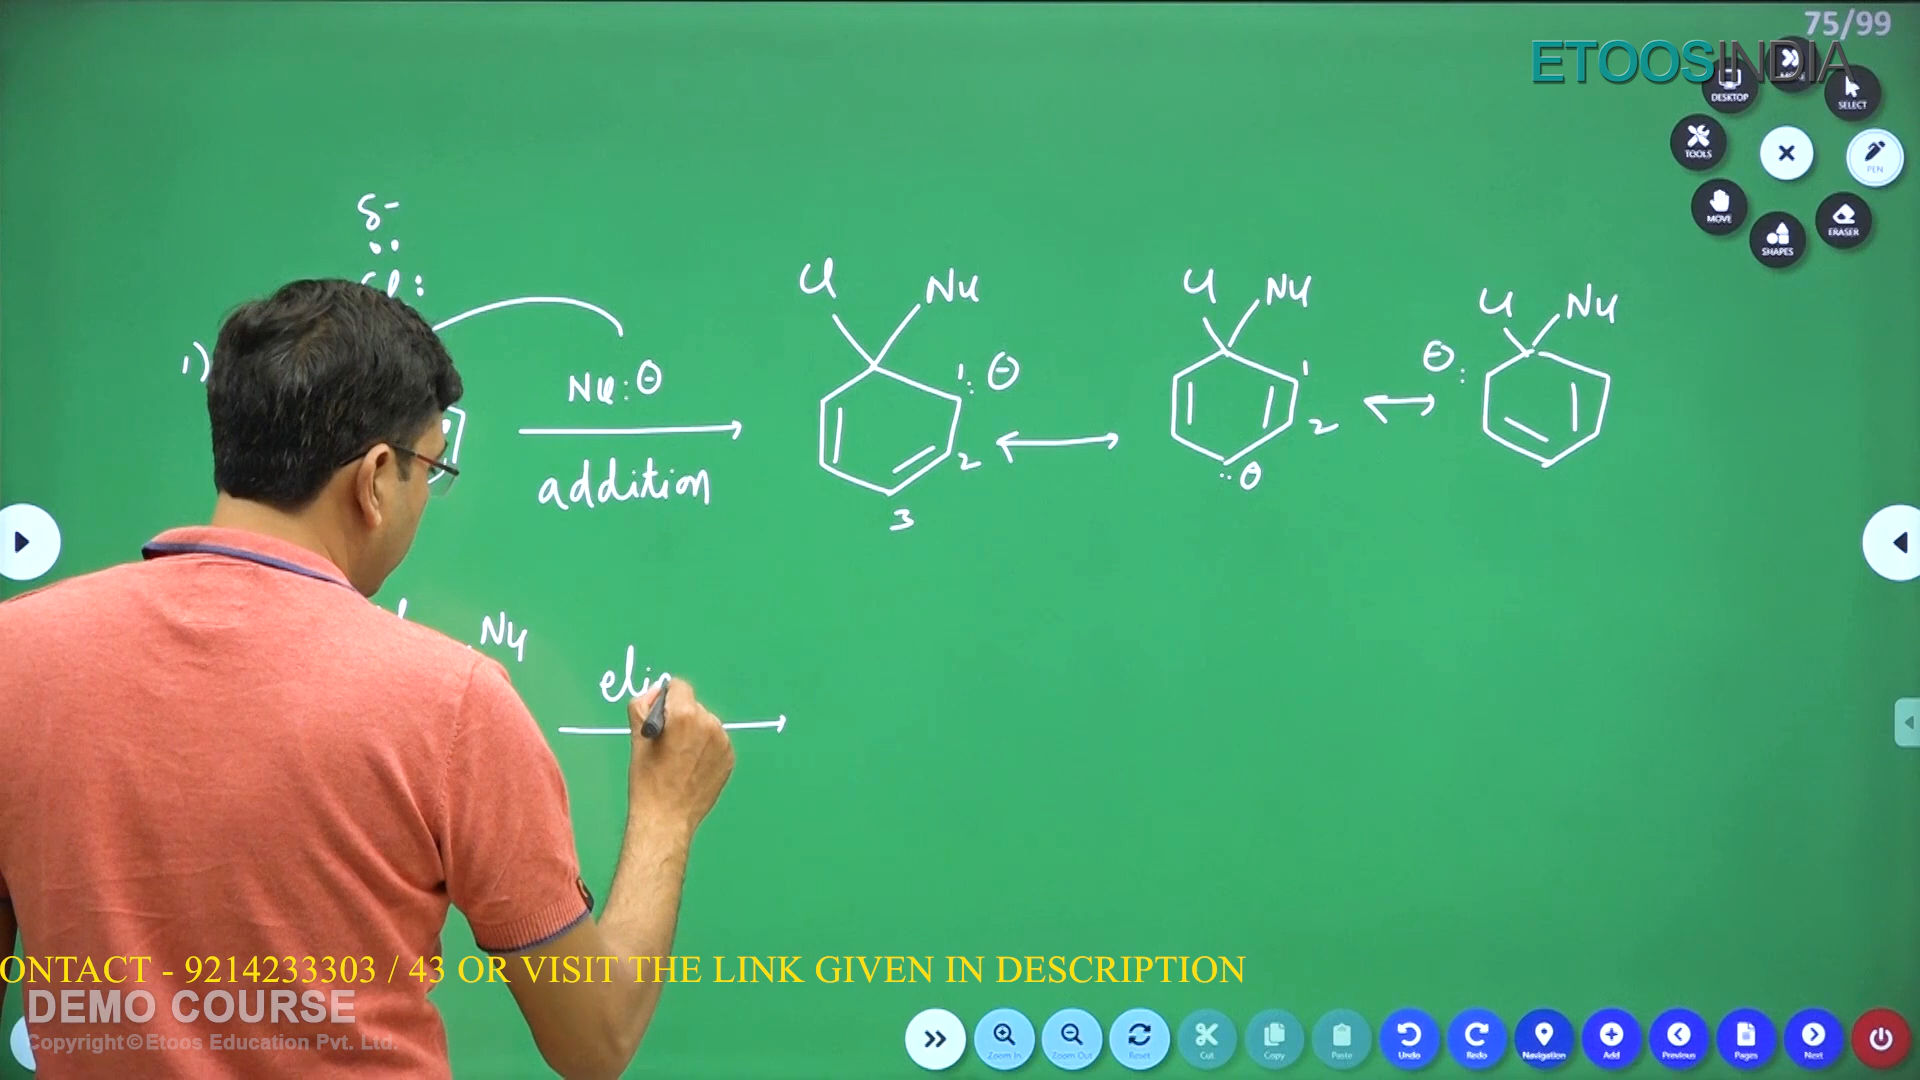 75/99
ETOOSINDIA
MENU
DESKTOP
SELECT
TOOLS
PEN
MOVE
ERASER
SHAPES
δ-
Cl:
Cl Nu
Cl Nu
Cl Nu
1)
Nu:⊖
addition
1: ⊖
2
3
1
2
..⊖
⊖:
Nu
elim
ONTACT - 9214233303 / 43 OR VISIT THE LINK GIVEN IN DESCRIPTION
DEMO COURSE
Copyright©Etoos Education Pvt. Ltd.
Zoom In Zoom Out Reset Cut Copy Paste Undo Redo Navigation Add Previous Pages Next